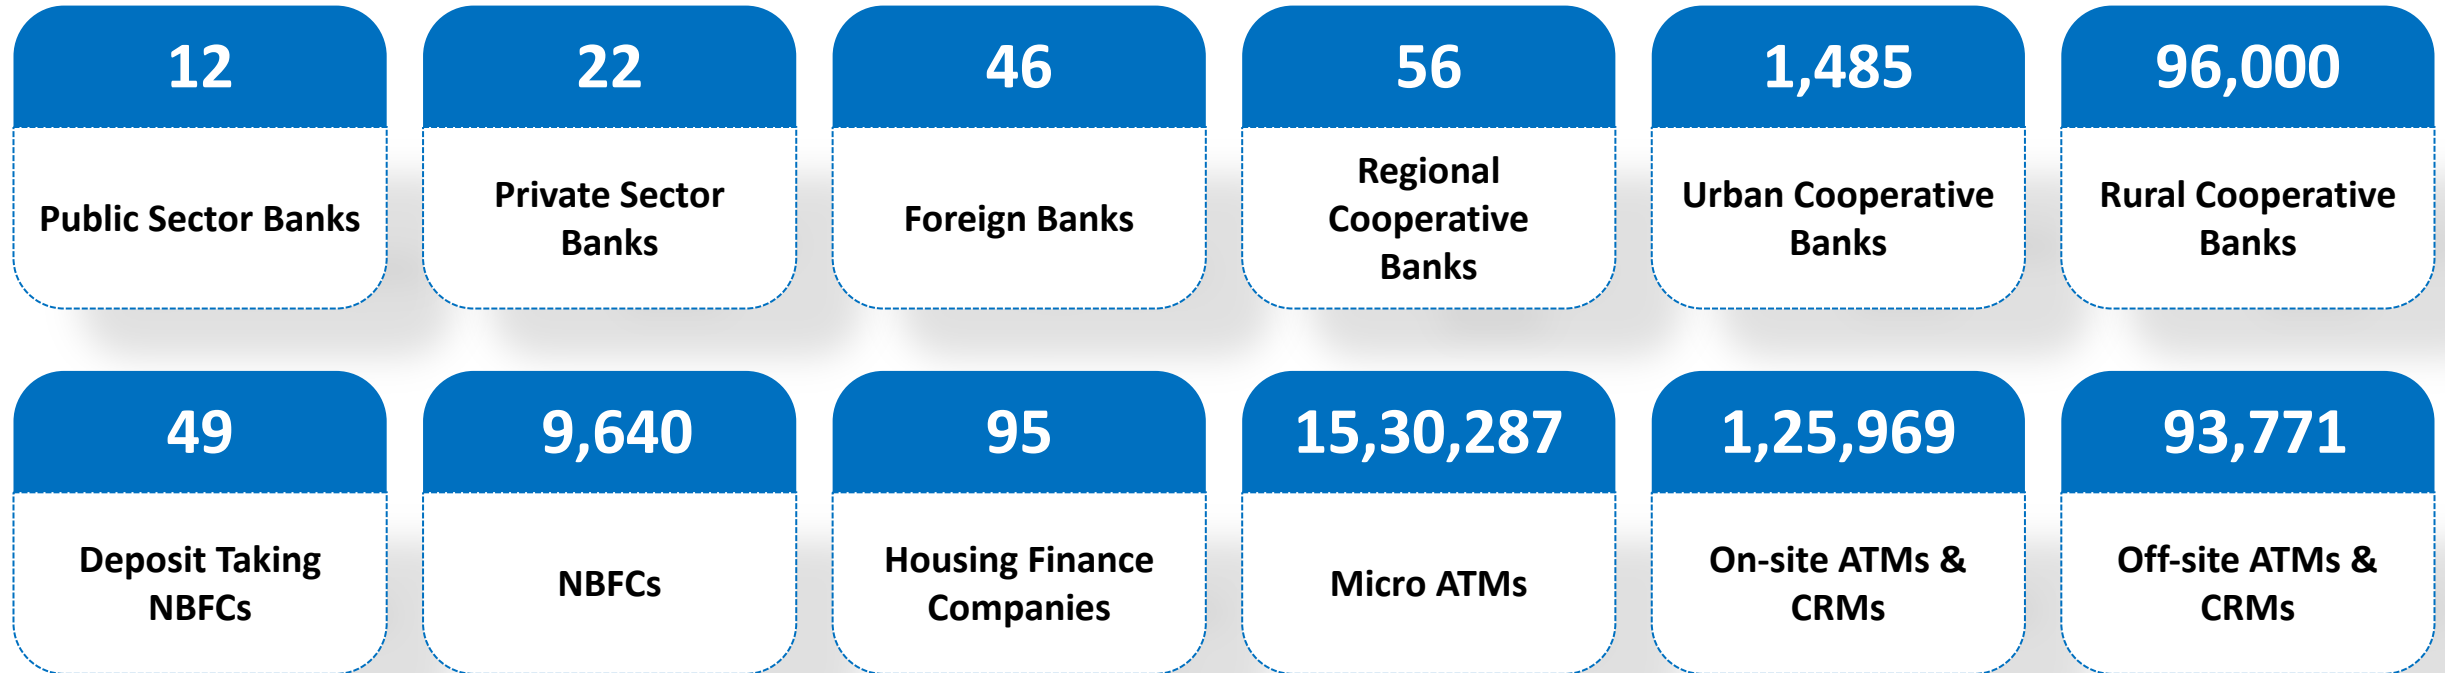 12
Public Sector Banks
22
Private Sector
Banks
46
Foreign Banks
56
Regional
Cooperative
Banks
1,485
Urban Cooperative
Banks
96,000
Rural Cooperative
Banks
49
Deposit Taking
NBFCs
9,640
NBFCs
95
Housing Finance
Companies
15,30,287
Micro ATMs
1,25,969
On-site ATMs &
CRMs
93,771
Off-site ATMs &
CRMs